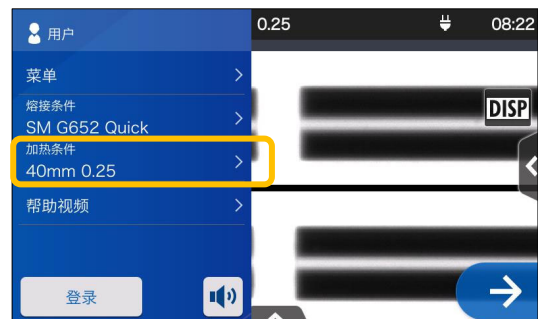 用户
0.25
08:22
菜单
熔接条件
SM G652 Quick
DISP
加热条件
40mm 0.25
帮助视频
登录